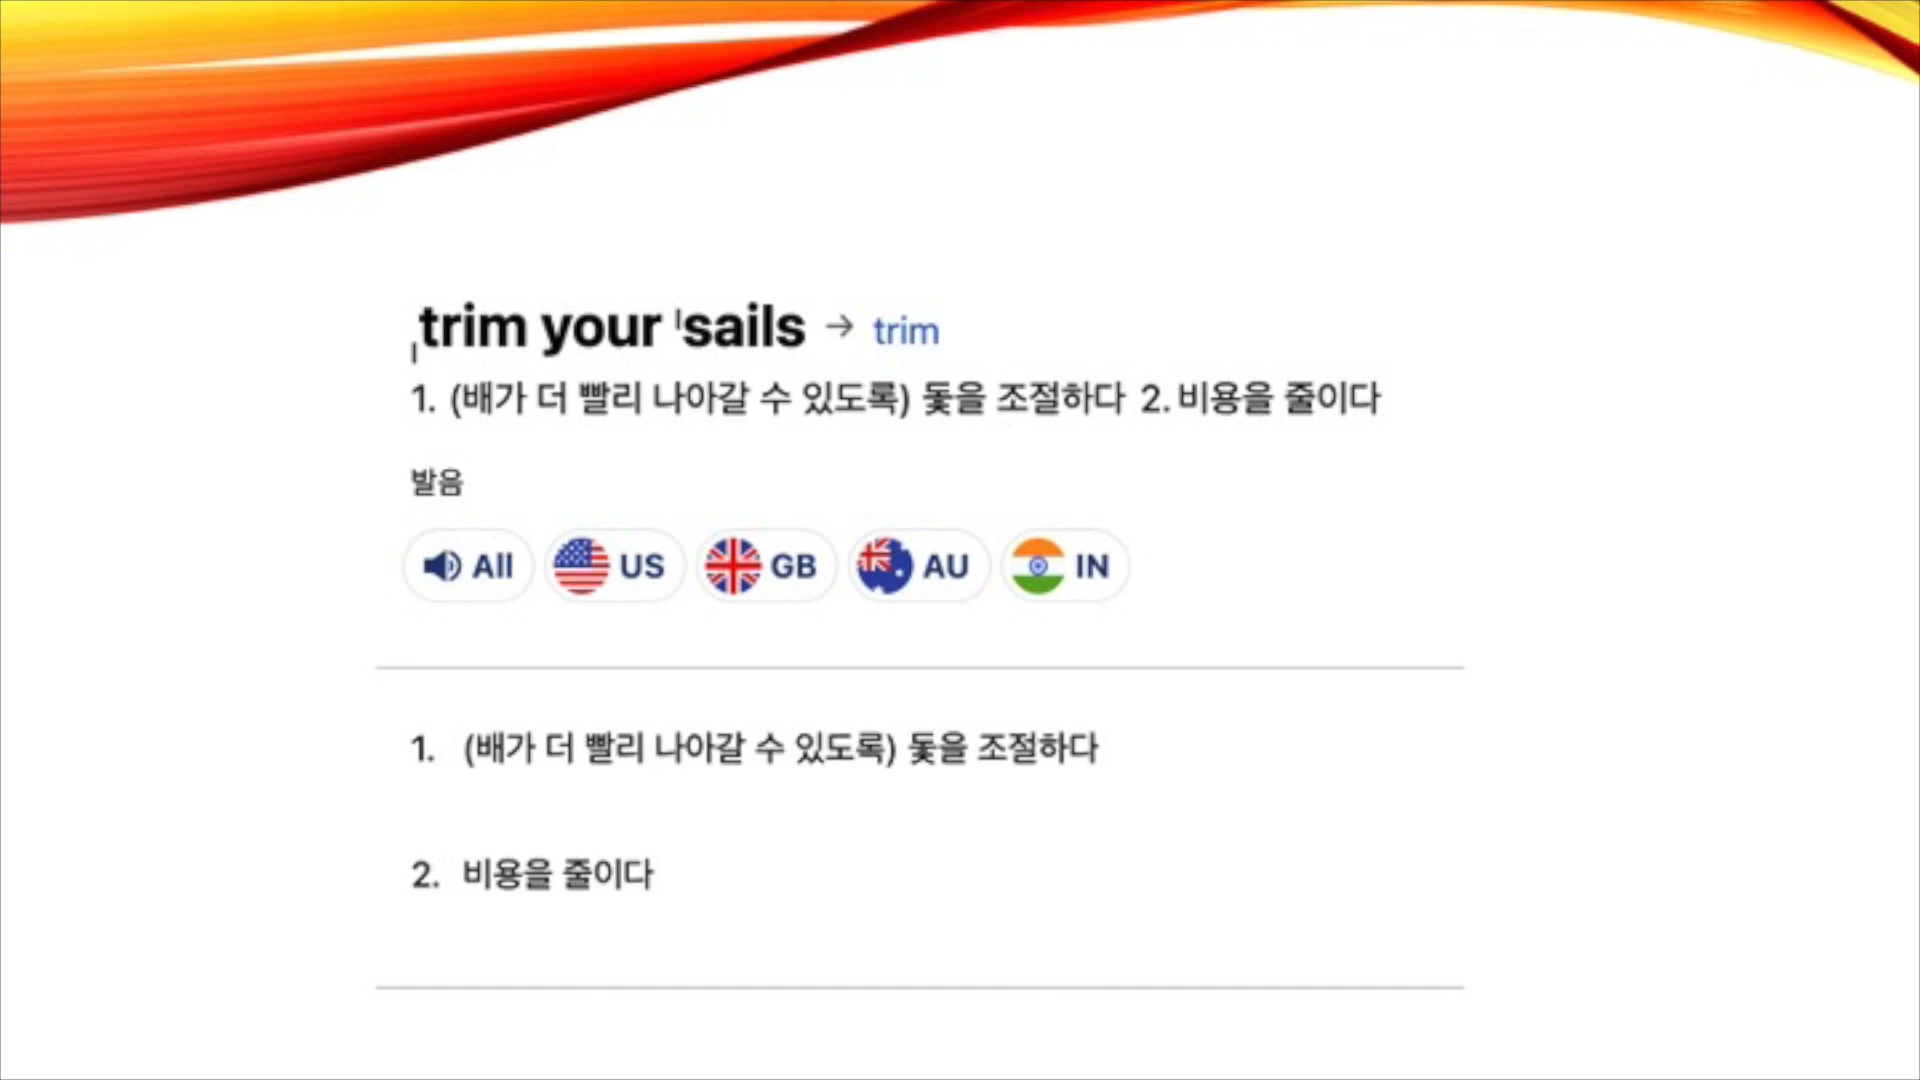 ˌtrim your ˈsails → trim
1. (배가 더 빨리 나아갈 수 있도록) 돛을 조절하다 2. 비용을 줄이다
발음
All US GB AU IN
1. (배가 더 빨리 나아갈 수 있도록) 돛을 조절하다
2. 비용을 줄이다